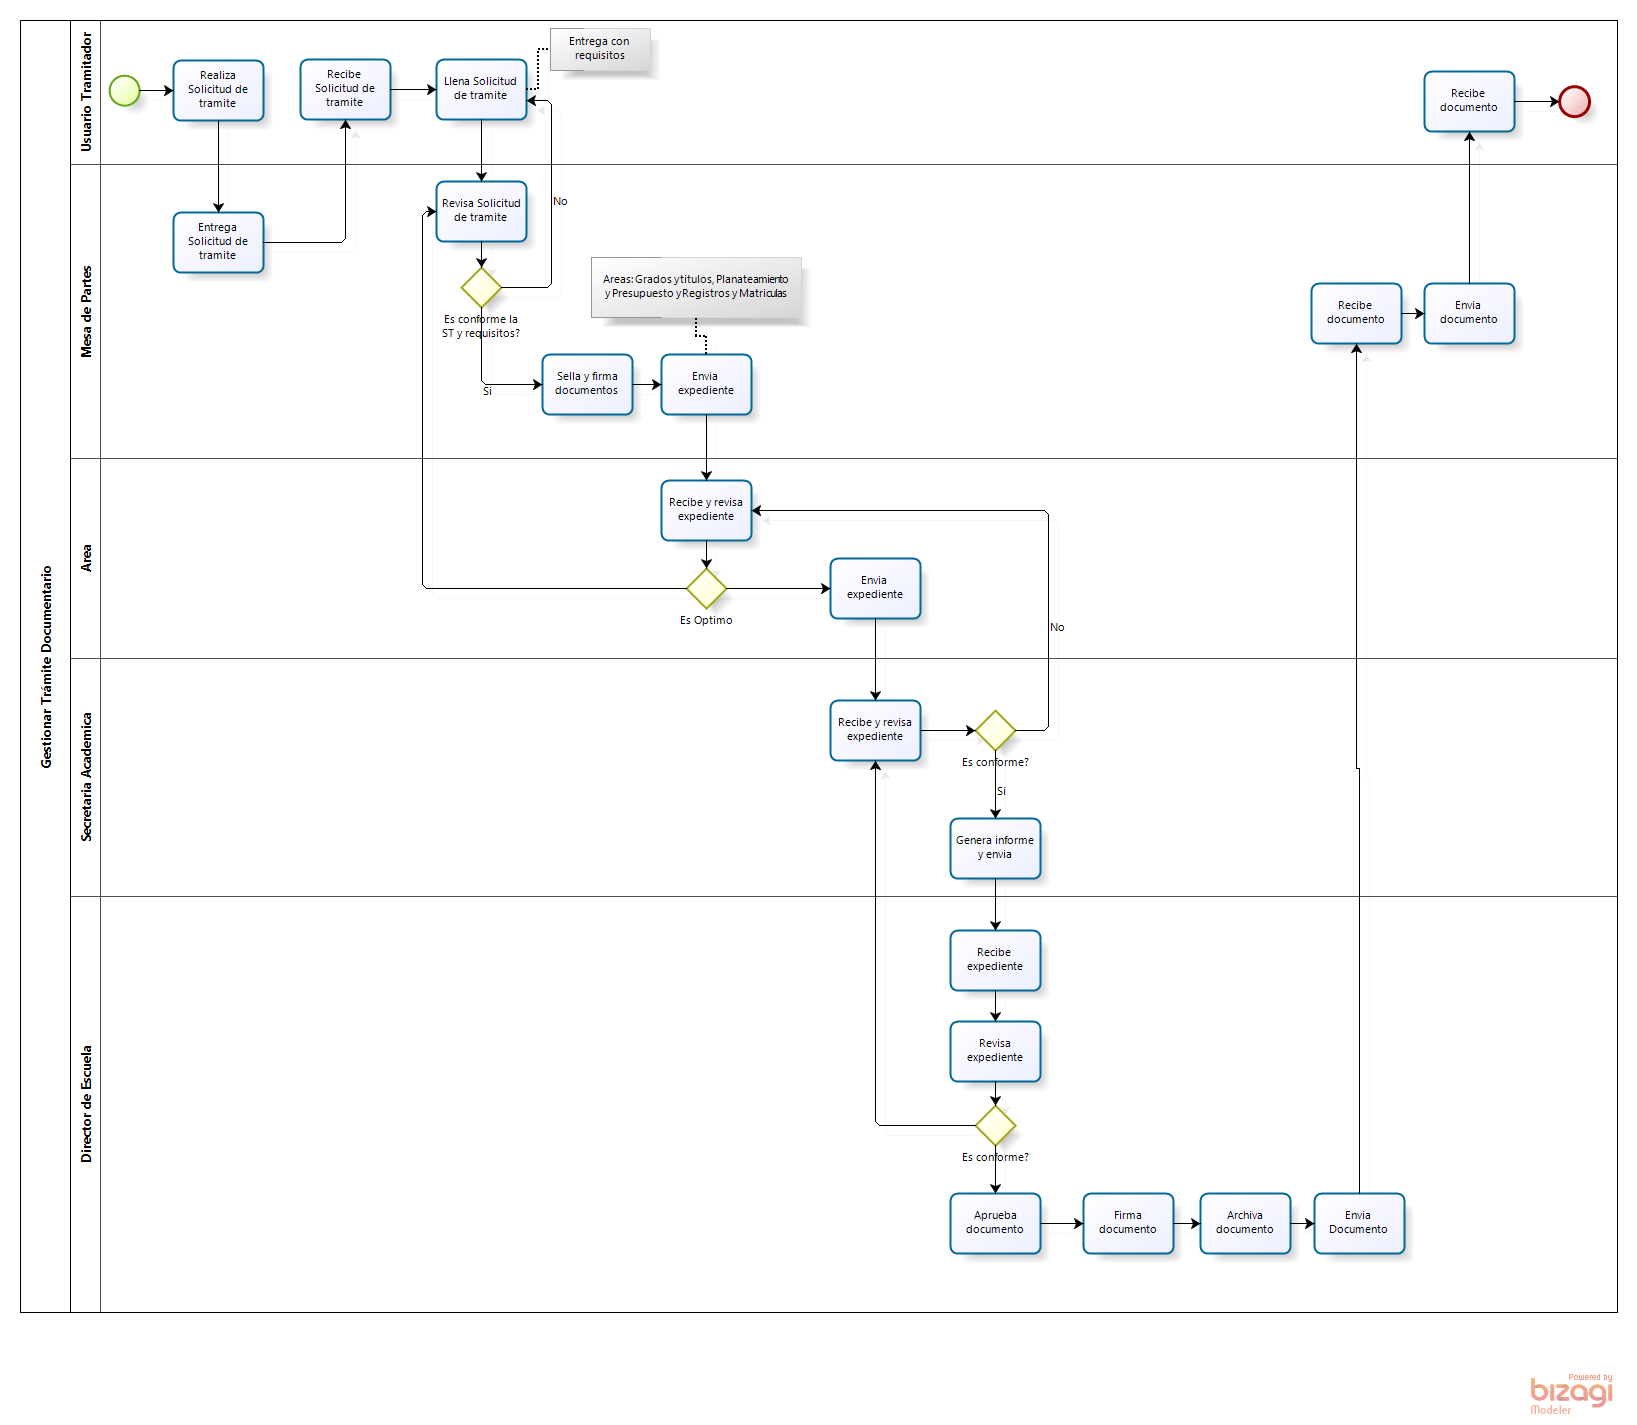 Gestionar Trámite Documentario
Usuario Tramitador
Realiza
Solicitud de
tramite
Recibe
Solicitud de
tramite
Llena Solicitud
de tramite
Entrega con
requisitos
Recibe
documento
Mesa de Partes
Entrega
Solicitud de
tramite
Revisa Solicitud
de tramite
No
Es conforme la
ST y requisitos?
Si
Areas: Grados y titulos, Planateamiento
y Presupuesto y Registros y Matriculas
Sella y firma
documentos
Envia
expediente
Recibe
documento
Envia
documento
Area
Recibe y revisa
expediente
Es Optimo
Envia
expediente
No
Secretaria Academica
Recibe y revisa
expediente
Es conforme?
Si
Genera informe
y envia
Director de Escuela
Recibe
expediente
Revisa
expediente
Es conforme?
Aprueba
documento
Firma
documento
Archiva
documento
Envia
Documento
Powered by
bizagi
Modeler